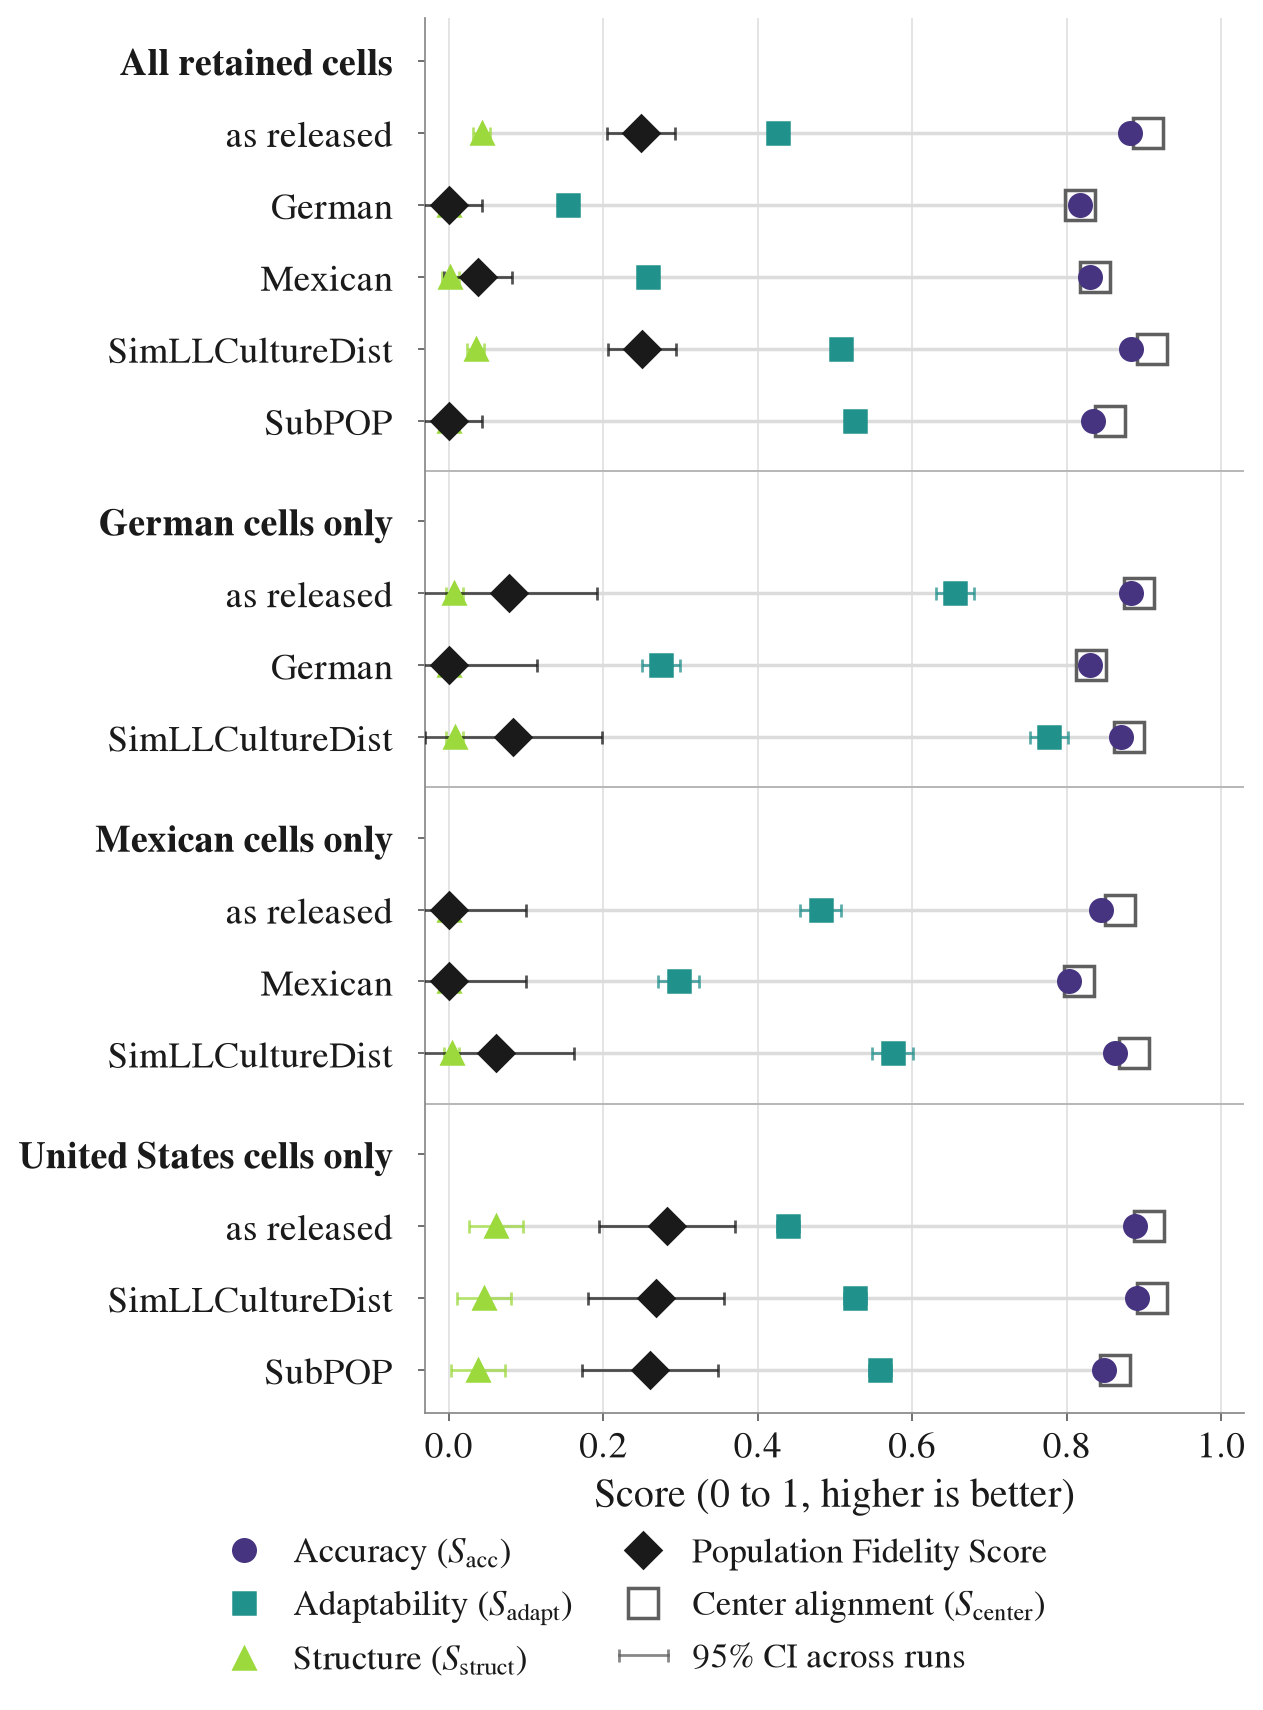 All retained cells
as released
German
Mexican
SimLLCultureDist
SubPOP
German cells only
as released
German
SimLLCultureDist
Mexican cells only
as released
Mexican
SimLLCultureDist
United States cells only
as released
SimLLCultureDist
SubPOP
0.0 0.2 0.4 0.6 0.8 1.0
Score (0 to 1, higher is better)
Accuracy (Sacc) Population Fidelity Score
Adaptability (Sadapt) Center alignment (Scenter)
Structure (Sstruct) 95% CI across runs